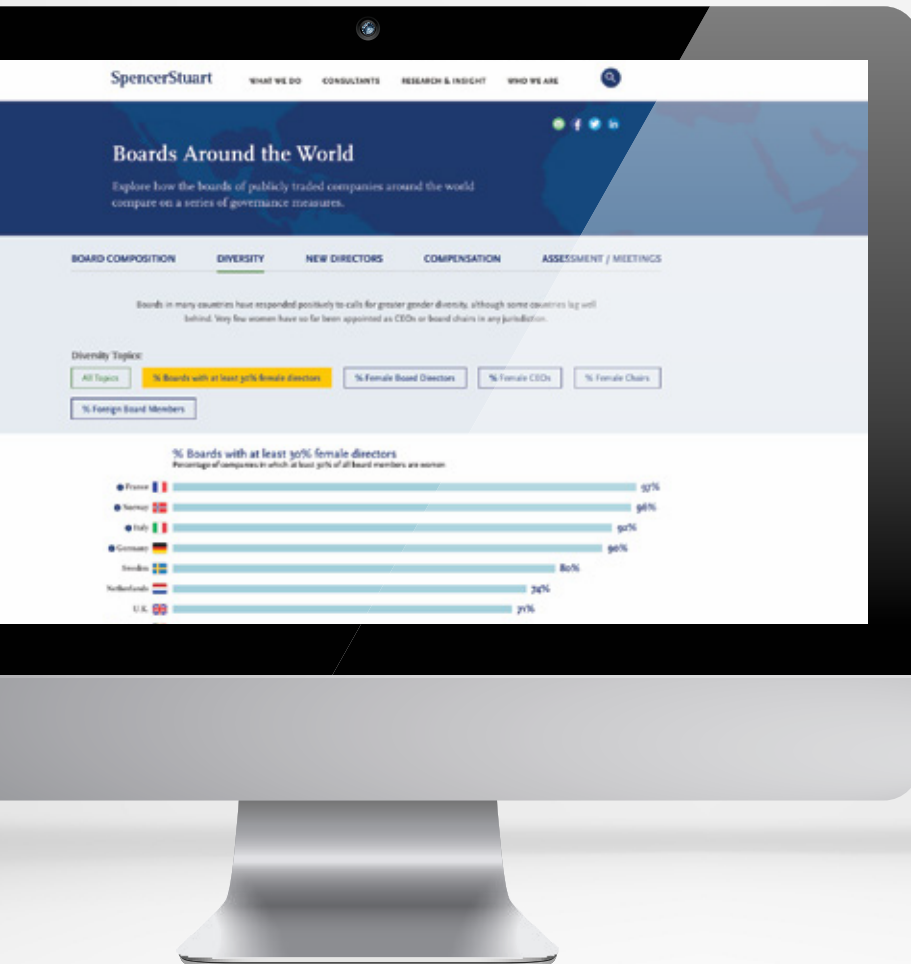 SpencerStuart
WHAT WE DO CONSULTANTS RESEARCH & INSIGHT WHO WE ARE
Boards Around the World
Explore how the boards of publicly traded companies around the world
compare on a series of governance measures.
BOARD COMPOSITION DIVERSITY NEW DIRECTORS COMPENSATION ASSESSMENT / MEETINGS
Boards in many countries have responded positively to calls for greater gender diversity, although some countries lag well
behind. Very few women have so far been appointed as CEOs or board chairs in any jurisdiction.
Diversity Topics:
All Topics % Boards with at least 30% female directors % Female Board Directors % Female CEOs % Female Chairs
% Foreign Board Members
% Boards with at least 30% female directors
Percentage of companies in which at least 30% of all board members are women
France 97%
Norway 96%
Italy 92%
Germany 90%
Sweden 80%
Netherlands 74%
U.K. 71%